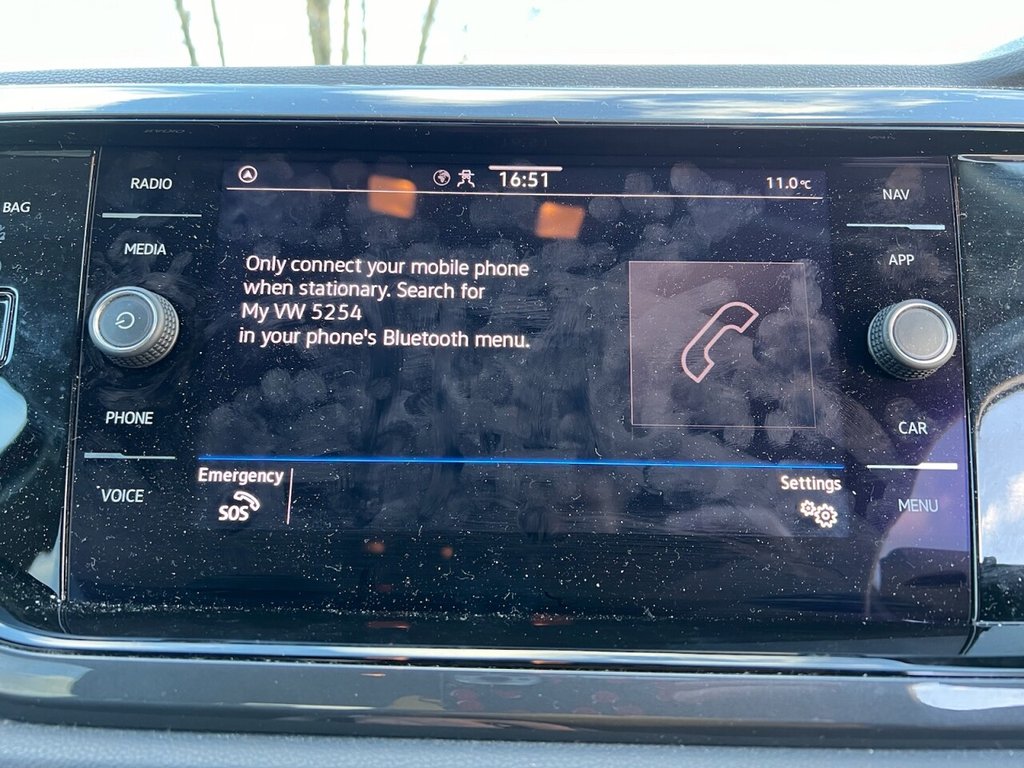 16:51
11.0°C
RADIO
NAV
BAG
MEDIA
APP
Only connect your mobile phone
when stationary. Search for
My VW 5254
in your phone's Bluetooth menu.
PHONE
CAR
Emergency
SOS
Settings
VOICE
MENU